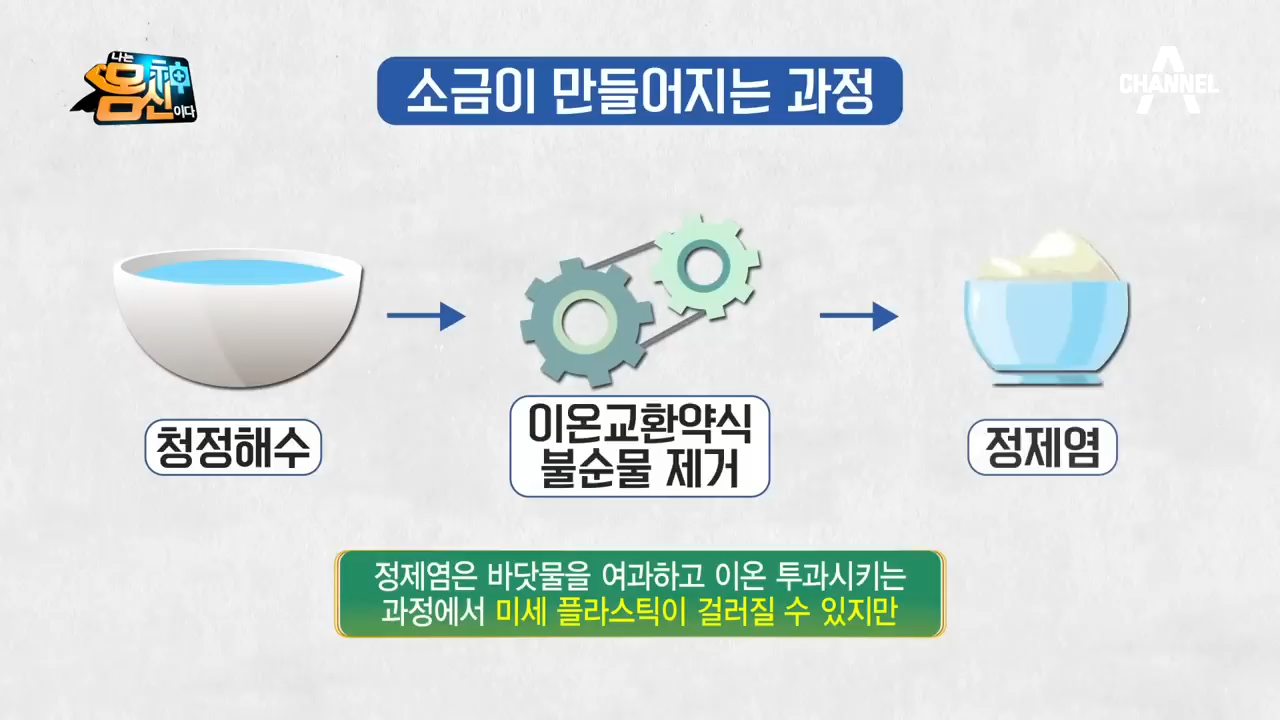 나는
몸신神
이다
소금이 만들어지는 과정
CHANNEL A
청정해수
이온교환약식
불순물 제거
정제염
정제염은 바닷물을 여과하고 이온 투과시키는
과정에서 미세 플라스틱이 걸러질 수 있지만